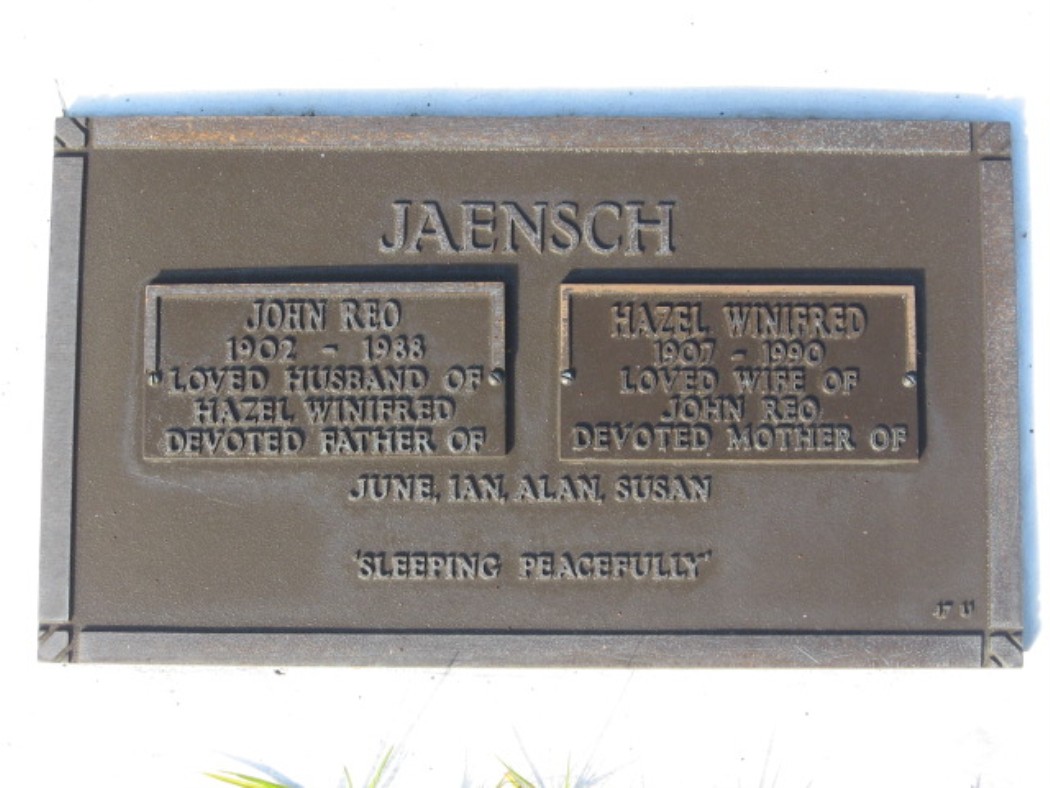 JAENSCH
JOHN REO
1902 - 1988
LOVED HUSBAND OF
HAZEL WINIFRED
DEVOTED FATHER OF
HAZEL WINIFRED
1907 - 1990
LOVED WIFE OF
JOHN REO
DEVOTED MOTHER OF
JUNE, IAN, ALAN, SUSAN
"SLEEPING PEACEFULLY"